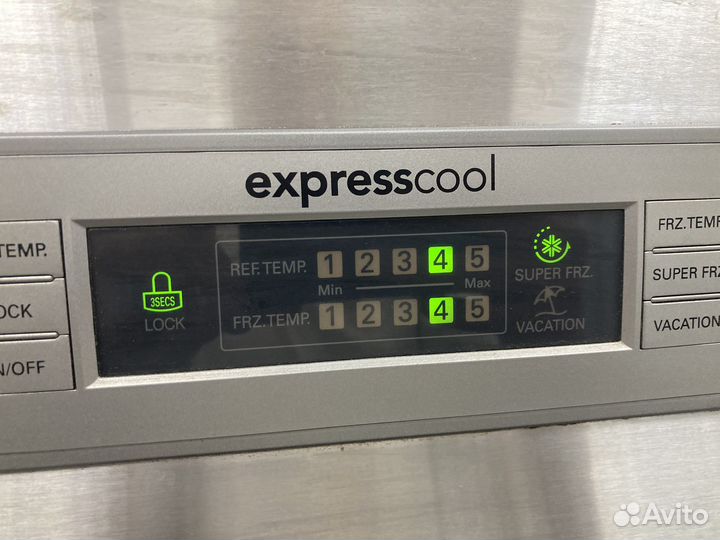 expresscool
TEMP.
OCK
N/OFF
3SECS
LOCK
REF.TEMP. 1 2 3 4 5
Min Max
FRZ.TEMP. 1 2 3 4 5
SUPER FRZ.
VACATION
FRZ.TEMP
SUPER FRZ
VACATION
Avito